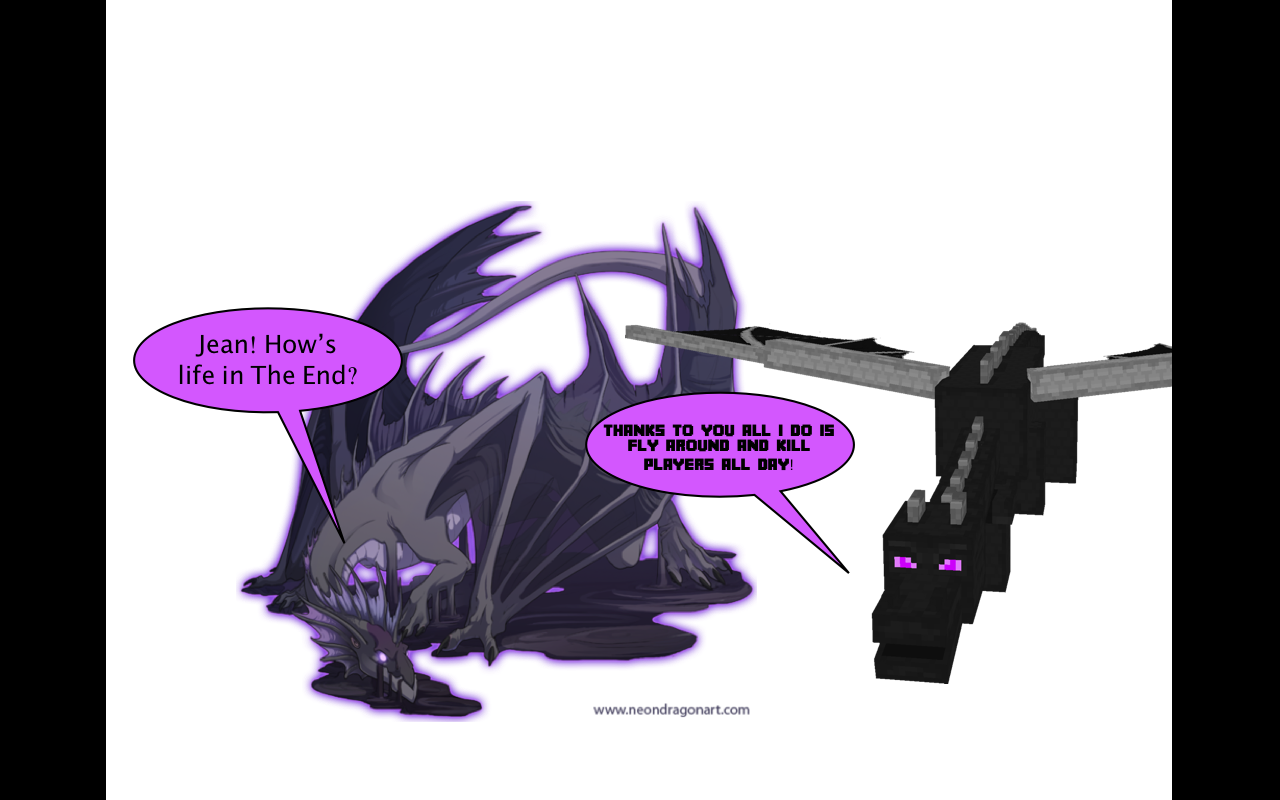 Jean! How's
life in The End?
THANKS TO YOU ALL I DO IS
FLY AROUND AND KILL
PLAYERS ALL DAY!
www.neondragonart.com